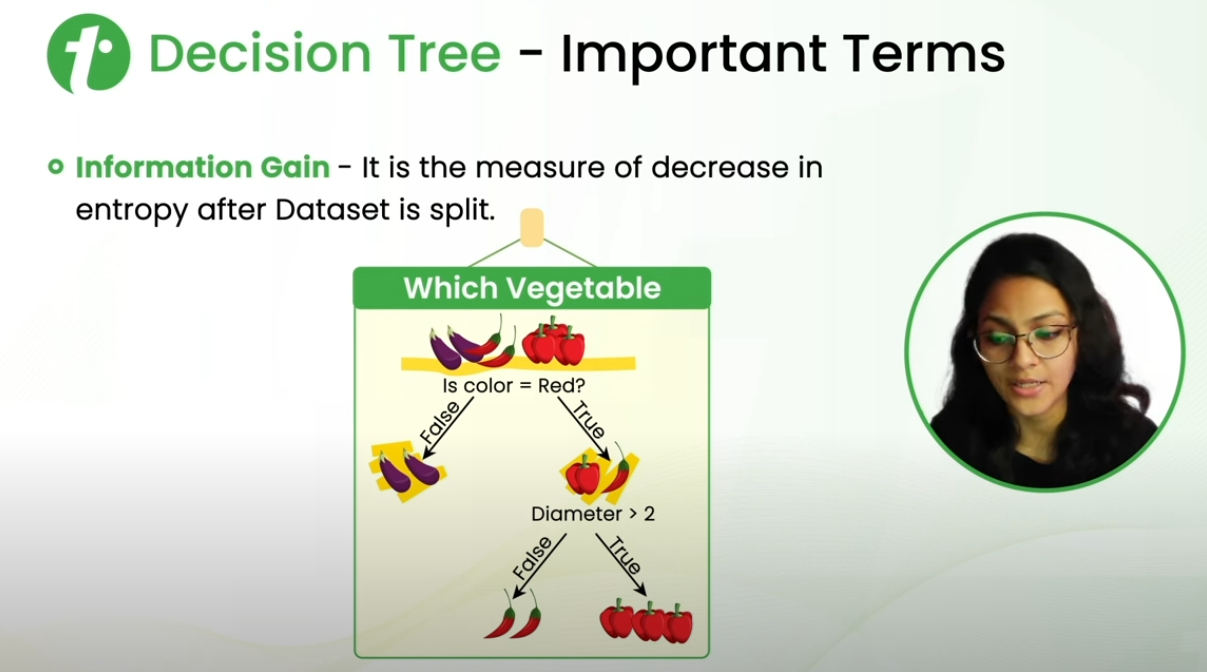 Decision Tree - Important Terms
Information Gain - It is the measure of decrease in
entropy after Dataset is split.
Which Vegetable
Is color = Red?
False
True
Diameter > 2
False
True